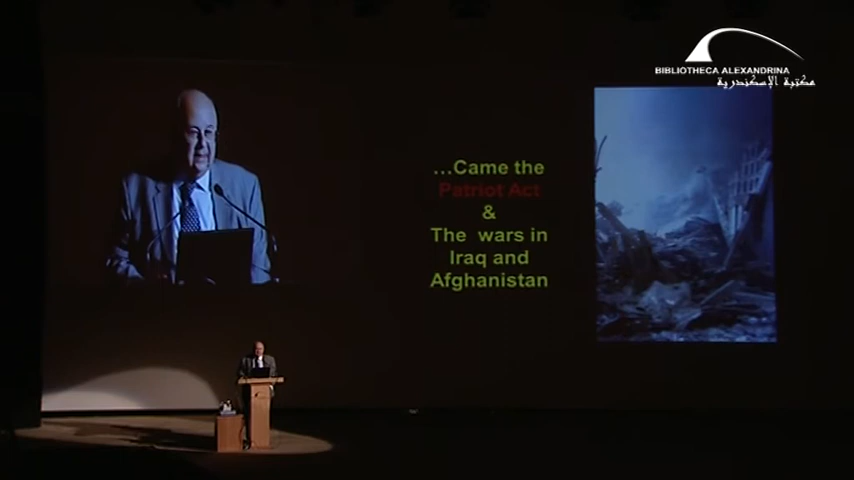 BIBLIOTHECA ALEXANDRINA
مكتبة الإسكندرية
...Came the
Patriot Act
&
The wars in
Iraq and
Afghanistan